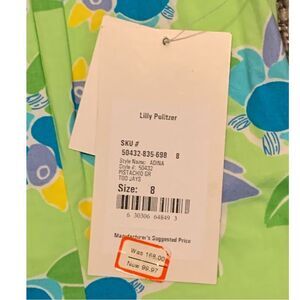 Lilly Pulitzer
SKU #
50432-835-698 8
Style Name: ADINA
Style #: 50432
PISTACHIO GR
TOO JAYS
Size: 8
6 30306 64849 3
Manufacturer's Suggested Price
Was 168.00
Now 99.97